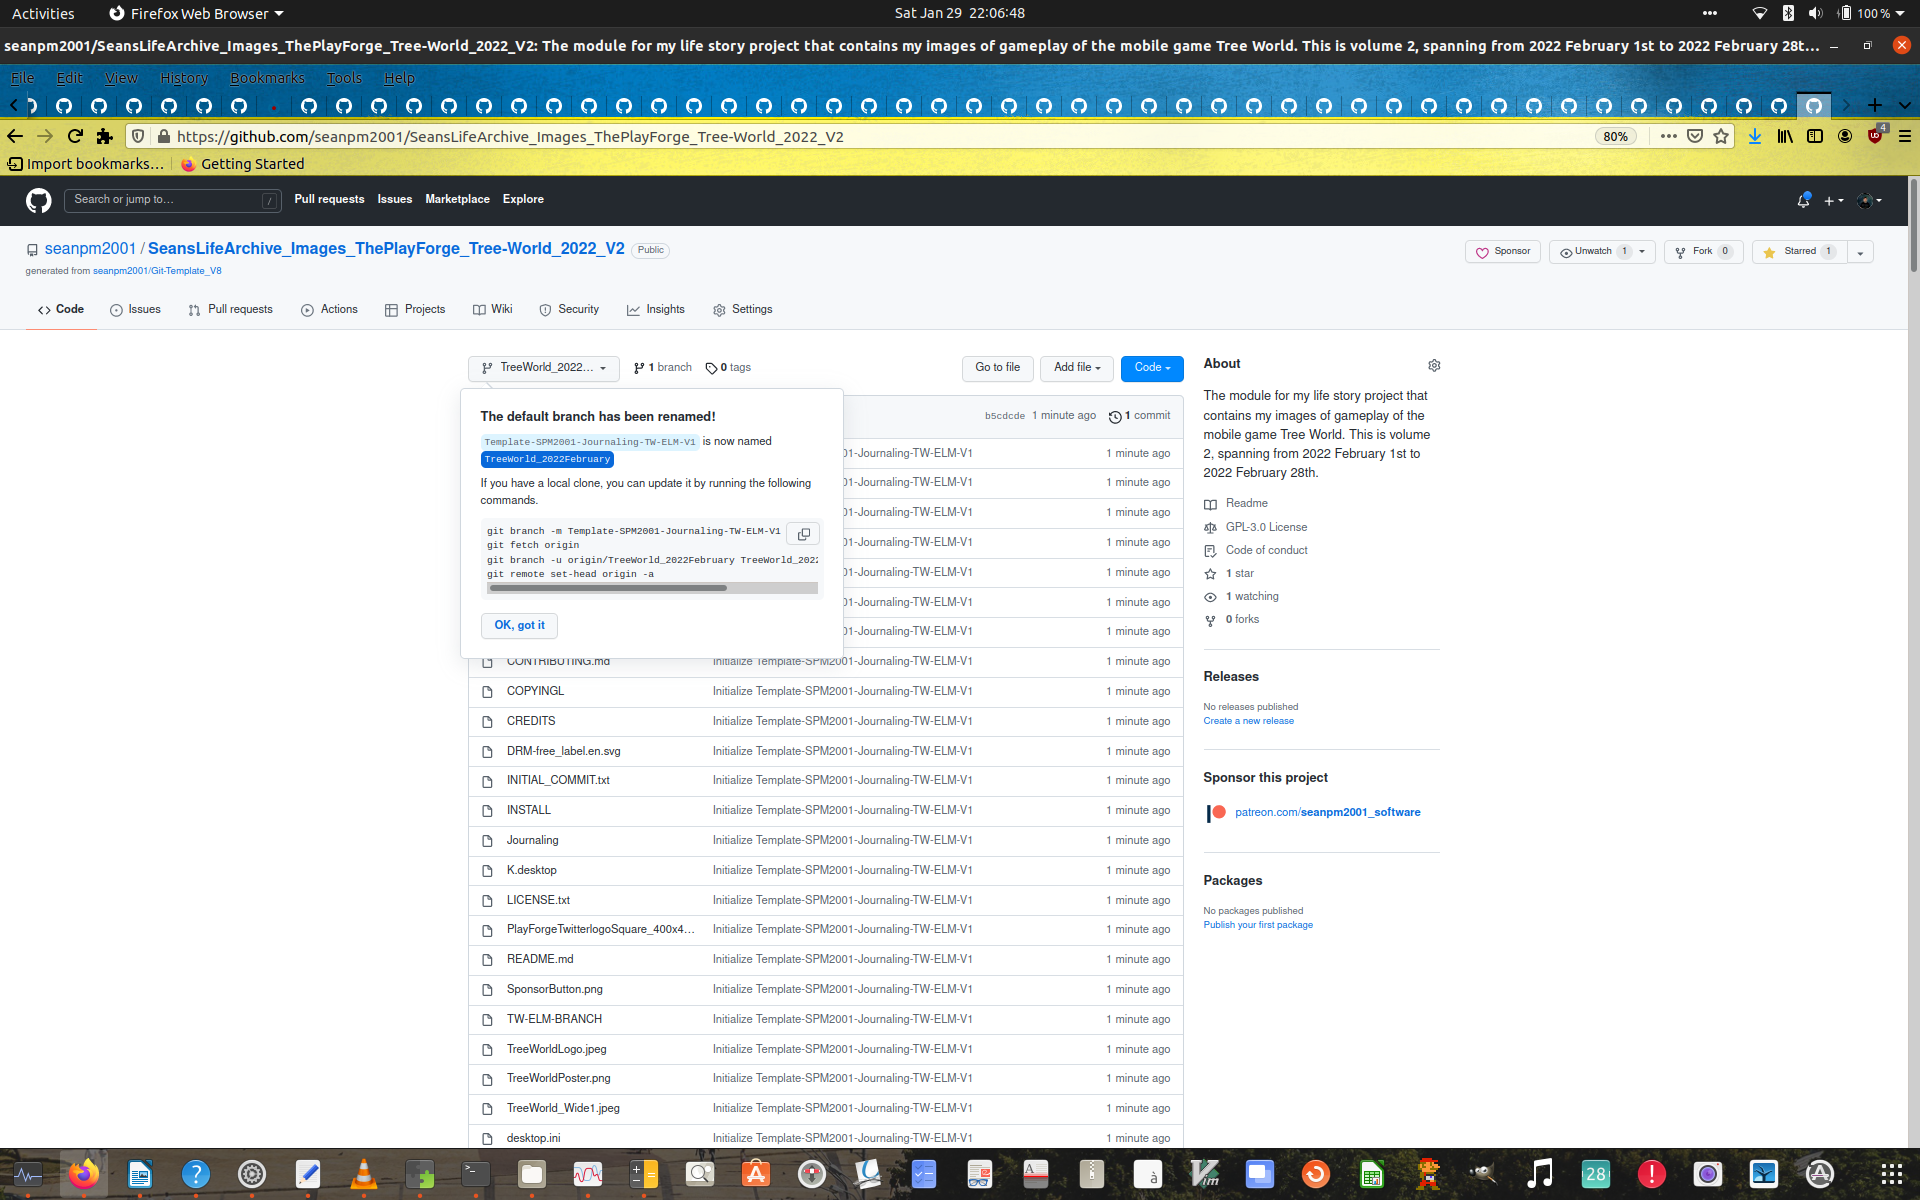 Activities
Firefox Web Browser
Sat Jan 29 22:06:48
100 %
seanpm2001/SeansLifeArchive_Images_ThePlayForge_Tree-World_2022_V2: The module for my life story project that contains my images of gameplay of the mobile game Tree World. This is volume 2, spanning from 2022 February 1st to 2022 February 28t…
File Edit View History Bookmarks Tools Help
https://github.com/seanpm2001/SeansLifeArchive_Images_ThePlayForge_Tree-World_2022_V2
80%
4
Import bookmarks…
Getting Started
Search or jump to…
/
Pull requests
Issues
Marketplace
Explore
seanpm2001 / SeansLifeArchive_Images_ThePlayForge_Tree-World_2022_V2
Public
Sponsor
Unwatch 1
Fork 0
Starred 1
generated from seanpm2001/Git-Template_V8
Code
Issues
Pull requests
Actions
Projects
Wiki
Security
Insights
Settings
TreeWorld_2022…
1 branch
0 tags
Go to file
Add file
Code
The default branch has been renamed!
Template-SPM2001-Journaling-TW-ELM-V1 is now named
TreeWorld_2022February
If you have a local clone, you can update it by running the following
commands.
git branch -m Template-SPM2001-Journaling-TW-ELM-V1
git fetch origin
git branch -u origin/TreeWorld_2022February TreeWorld_202
git remote set-head origin -a
OK, got it
b5cdcde 1 minute ago
1 commit
01-Journaling-TW-ELM-V1 1 minute ago
01-Journaling-TW-ELM-V1 1 minute ago
01-Journaling-TW-ELM-V1 1 minute ago
01-Journaling-TW-ELM-V1 1 minute ago
01-Journaling-TW-ELM-V1 1 minute ago
01-Journaling-TW-ELM-V1 1 minute ago
01-Journaling-TW-ELM-V1 1 minute ago
CONTRIBUTING.md Initialize Template-SPM2001-Journaling-TW-ELM-V1 1 minute ago
COPYINGL Initialize Template-SPM2001-Journaling-TW-ELM-V1 1 minute ago
CREDITS Initialize Template-SPM2001-Journaling-TW-ELM-V1 1 minute ago
DRM-free_label.en.svg Initialize Template-SPM2001-Journaling-TW-ELM-V1 1 minute ago
INITIAL_COMMIT.txt Initialize Template-SPM2001-Journaling-TW-ELM-V1 1 minute ago
INSTALL Initialize Template-SPM2001-Journaling-TW-ELM-V1 1 minute ago
Journaling Initialize Template-SPM2001-Journaling-TW-ELM-V1 1 minute ago
K.desktop Initialize Template-SPM2001-Journaling-TW-ELM-V1 1 minute ago
LICENSE.txt Initialize Template-SPM2001-Journaling-TW-ELM-V1 1 minute ago
PlayForgeTwitterlogoSquare_400x4… Initialize Template-SPM2001-Journaling-TW-ELM-V1 1 minute ago
README.md Initialize Template-SPM2001-Journaling-TW-ELM-V1 1 minute ago
SponsorButton.png Initialize Template-SPM2001-Journaling-TW-ELM-V1 1 minute ago
TW-ELM-BRANCH Initialize Template-SPM2001-Journaling-TW-ELM-V1 1 minute ago
TreeWorldLogo.jpeg Initialize Template-SPM2001-Journaling-TW-ELM-V1 1 minute ago
TreeWorldPoster.png Initialize Template-SPM2001-Journaling-TW-ELM-V1 1 minute ago
TreeWorld_Wide1.jpeg Initialize Template-SPM2001-Journaling-TW-ELM-V1 1 minute ago
desktop.ini Initialize Template-SPM2001-Journaling-TW-ELM-V1 1 minute ago
About
The module for my life story project that
contains my images of gameplay of the
mobile game Tree World. This is volume
2, spanning from 2022 February 1st to
2022 February 28th.
Readme
GPL-3.0 License
Code of conduct
1 star
1 watching
0 forks
Releases
No releases published
Create a new release
Sponsor this project
patreon.com/seanpm2001_software
Packages
No packages published
Publish your first package
28